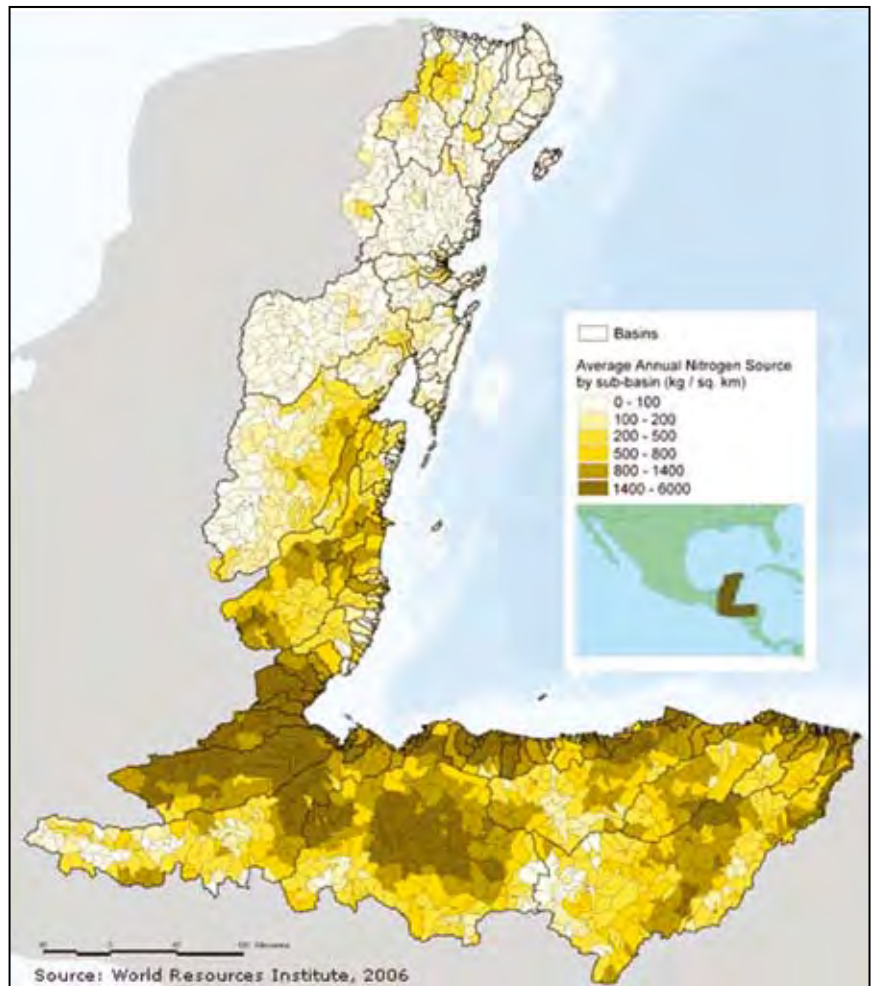 Basins
Average Annual Nitrogen Source
by sub-basin (kg / sq. km)
0 - 100
100 - 200
200 - 500
500 - 800
800 - 1400
1400 - 6000
Source: World Resources Institute, 2006